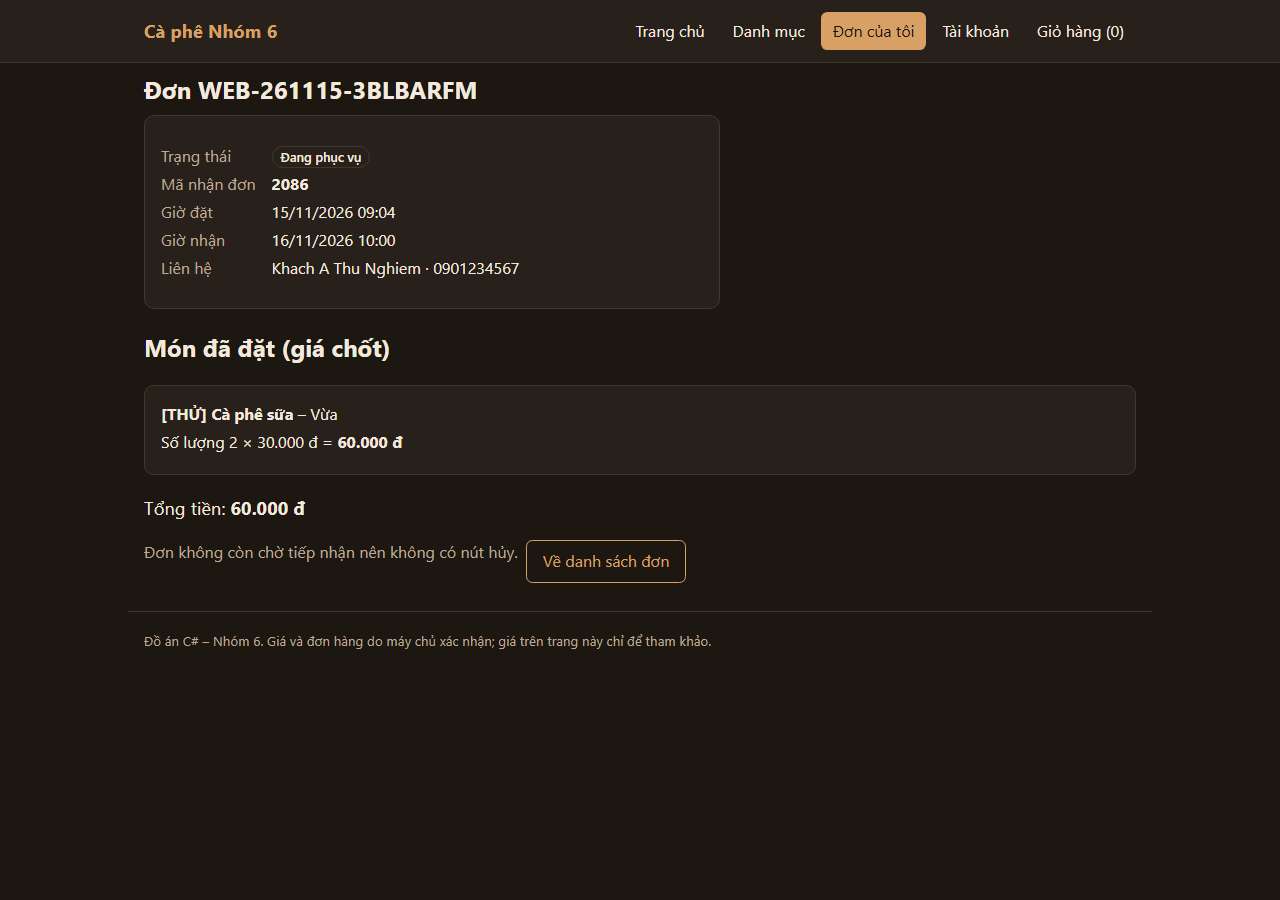 Cà phê Nhóm 6
Trang chủ Danh mục Đơn của tôi Tài khoản Giỏ hàng (0)
Đơn WEB-261115-3BLBARFM
Trạng thái Đang phục vụ
Mã nhận đơn 2086
Giờ đặt 15/11/2026 09:04
Giờ nhận 16/11/2026 10:00
Liên hệ Khach A Thu Nghiem · 0901234567
Món đã đặt (giá chốt)
[THỬ] Cà phê sữa – Vừa
Số lượng 2 × 30.000 đ = 60.000 đ
Tổng tiền: 60.000 đ
Đơn không còn chờ tiếp nhận nên không có nút hủy. Về danh sách đơn
Đồ án C# – Nhóm 6. Giá và đơn hàng do máy chủ xác nhận; giá trên trang này chỉ để tham khảo.